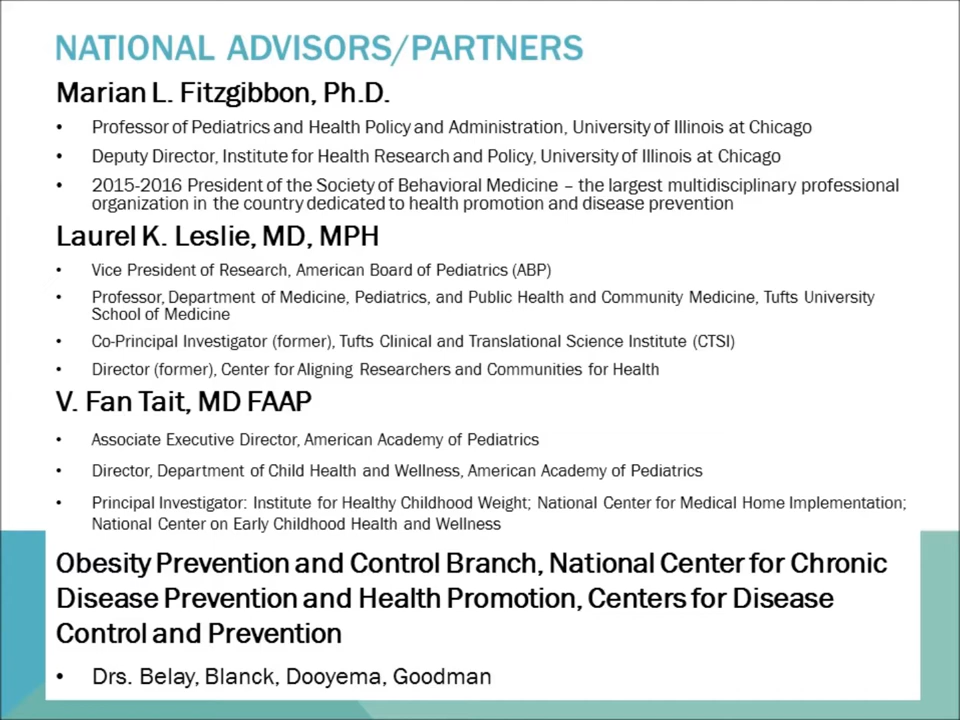 NATIONAL ADVISORS/PARTNERS
Marian L. Fitzgibbon, Ph.D.
• Professor of Pediatrics and Health Policy and Administration, University of Illinois at Chicago
• Deputy Director, Institute for Health Research and Policy, University of Illinois at Chicago
• 2015-2016 President of the Society of Behavioral Medicine – the largest multidisciplinary professional
organization in the country dedicated to health promotion and disease prevention
Laurel K. Leslie, MD, MPH
• Vice President of Research, American Board of Pediatrics (ABP)
• Professor, Department of Medicine, Pediatrics, and Public Health and Community Medicine, Tufts University
School of Medicine
• Co-Principal Investigator (former), Tufts Clinical and Translational Science Institute (CTSI)
• Director (former), Center for Aligning Researchers and Communities for Health
V. Fan Tait, MD FAAP
• Associate Executive Director, American Academy of Pediatrics
• Director, Department of Child Health and Wellness, American Academy of Pediatrics
• Principal Investigator: Institute for Healthy Childhood Weight; National Center for Medical Home Implementation;
National Center on Early Childhood Health and Wellness
Obesity Prevention and Control Branch, National Center for Chronic
Disease Prevention and Health Promotion, Centers for Disease
Control and Prevention
• Drs. Belay, Blanck, Dooyema, Goodman